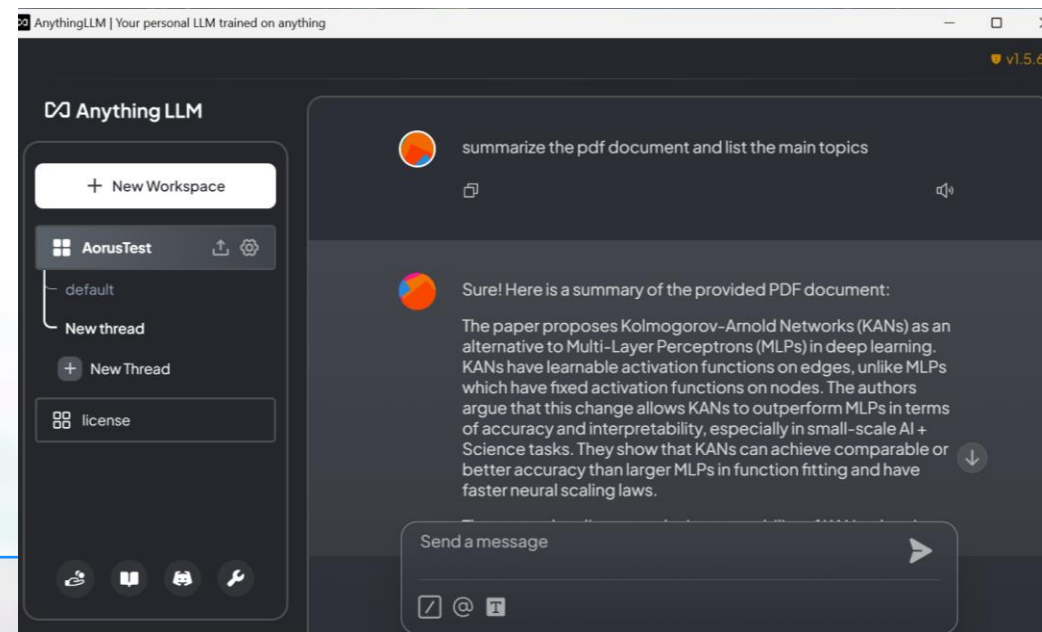 AnythingLLM | Your personal LLM trained on anything
v1.5.6
Anything LLM
+ New Workspace
AorusTest
default
New thread
+ New Thread
license
summarize the pdf document and list the main topics
Sure! Here is a summary of the provided PDF document:
The paper proposes Kolmogorov-Arnold Networks (KANs) as an
alternative to Multi-Layer Perceptrons (MLPs) in deep learning.
KANs have learnable activation functions on edges, unlike MLPs
which have fixed activation functions on nodes. The authors
argue that this change allows KANs to outperform MLPs in terms
of accuracy and interpretability, especially in small-scale AI +
Science tasks. They show that KANs can achieve comparable or
better accuracy than larger MLPs in function fitting and have
faster neural scaling laws.
Send a message